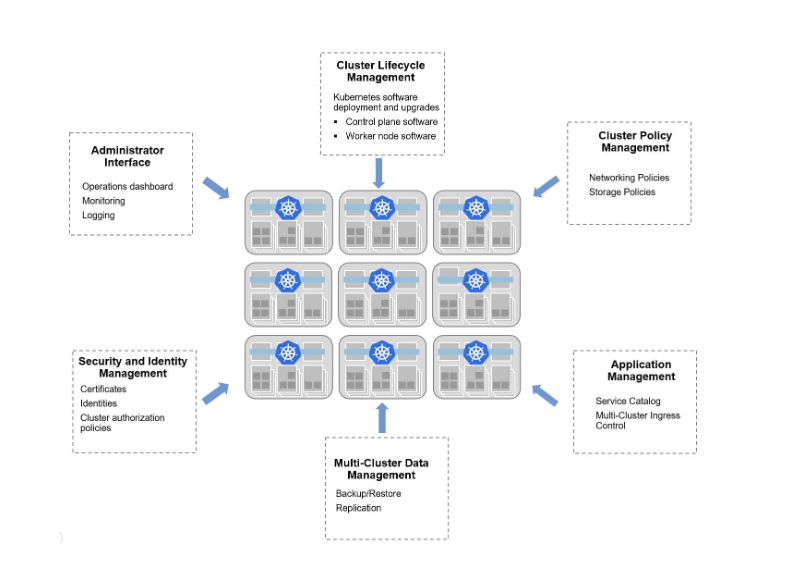 Cluster Lifecycle
Management
Kubernetes software
deployment and upgrades
▪ Control plane software
▪ Worker node software
Administrator
Interface
Operations dashboard
Monitoring
Logging
Cluster Policy
Management
Networking Policies
Storage Policies
Security and Identity
Management
Certificates
Identities
Cluster authorization
policies
Application
Management
Service Catalog
Multi-Cluster Ingress
Control
Multi-Cluster Data
Management
Backup/Restore
Replication
)